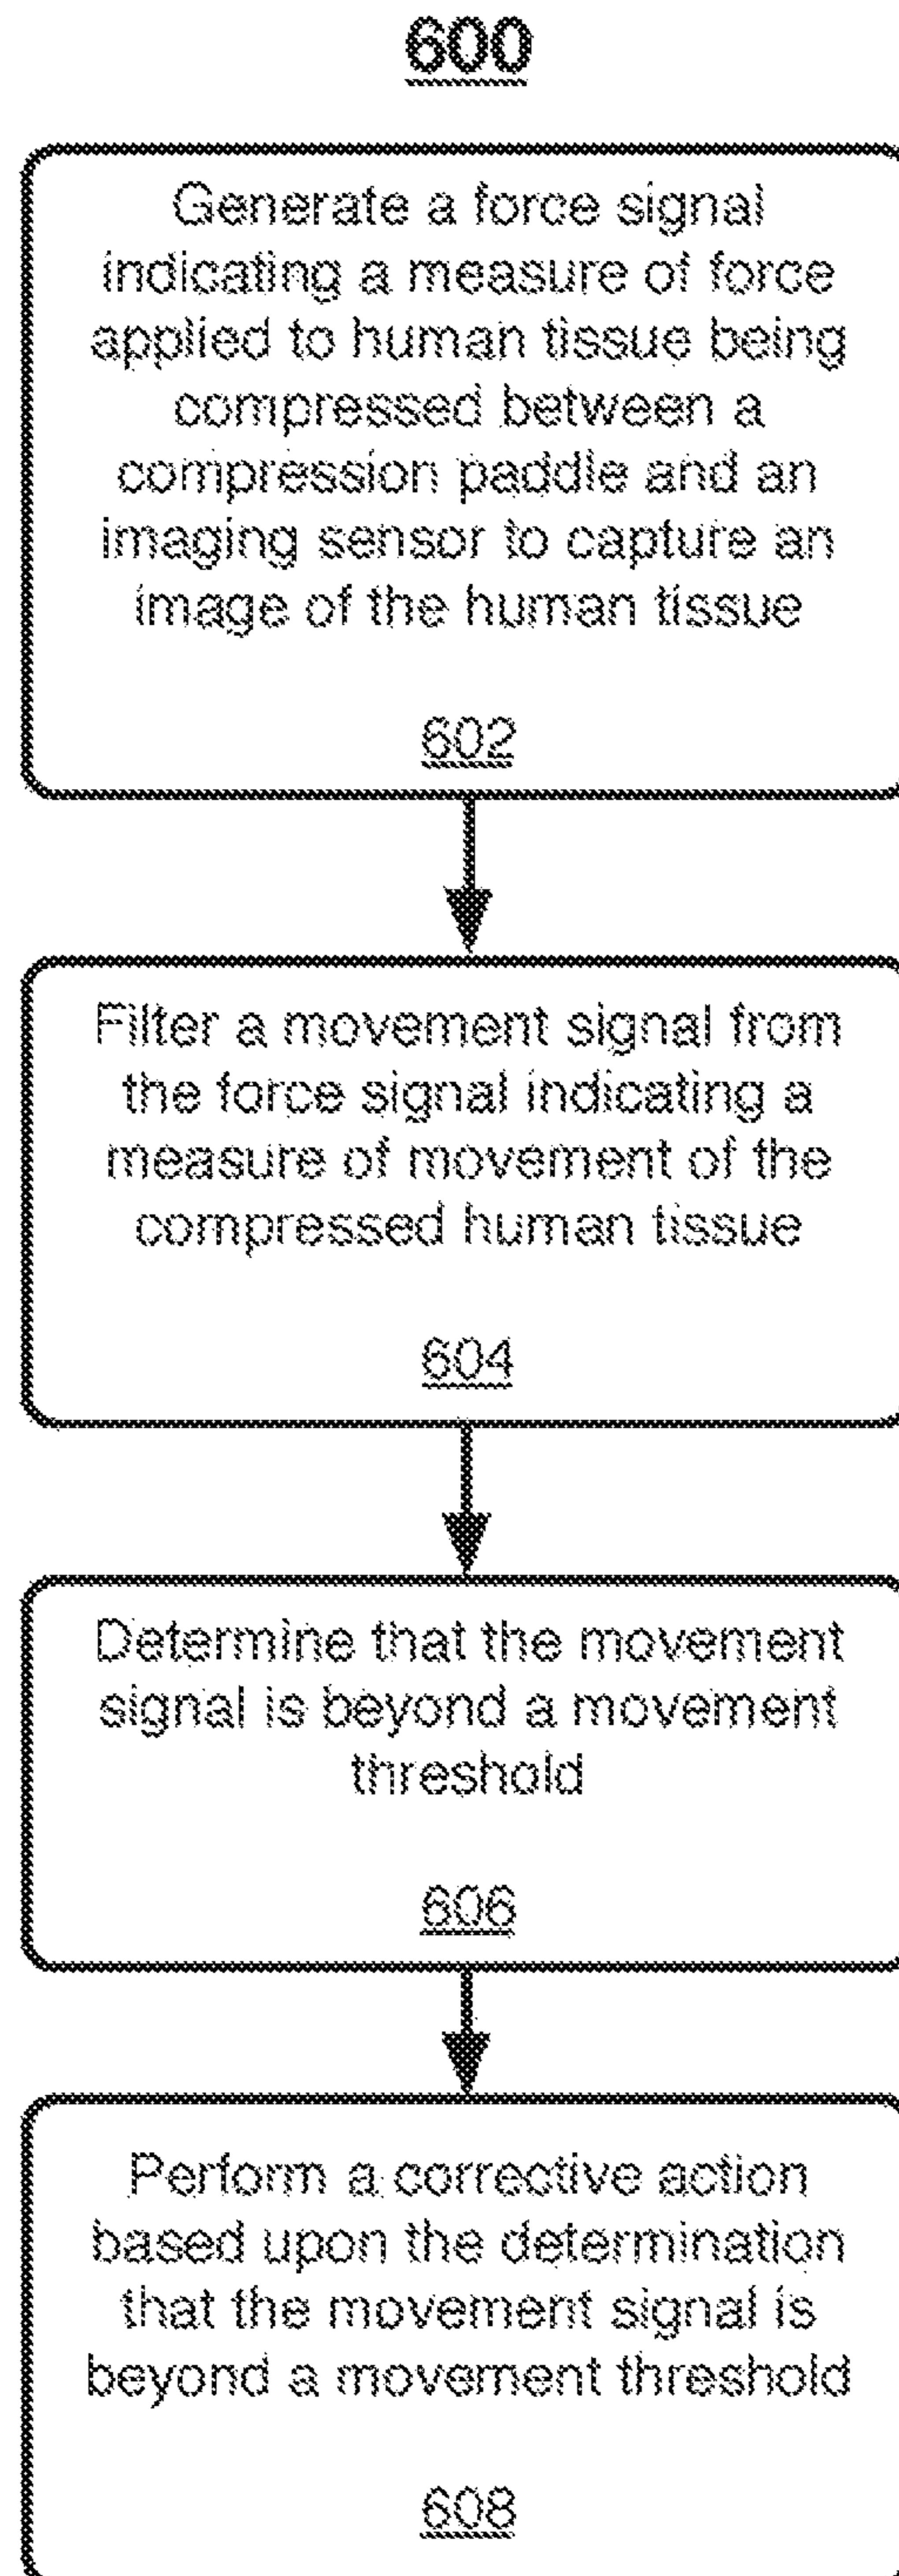 600
Generate a force signal
indicating a measure of force
applied to human tissue being
compressed between a
compression paddle and an
imaging sensor to capture an
image of the human tissue
602
Filter a movement signal from
the force signal indicating a
measure of movement of the
compressed human tissue
604
Determine that the movement
signal is beyond a movement
threshold
606
Perform a corrective action
based upon the determination
that the movement signal is
beyond a movement threshold
608